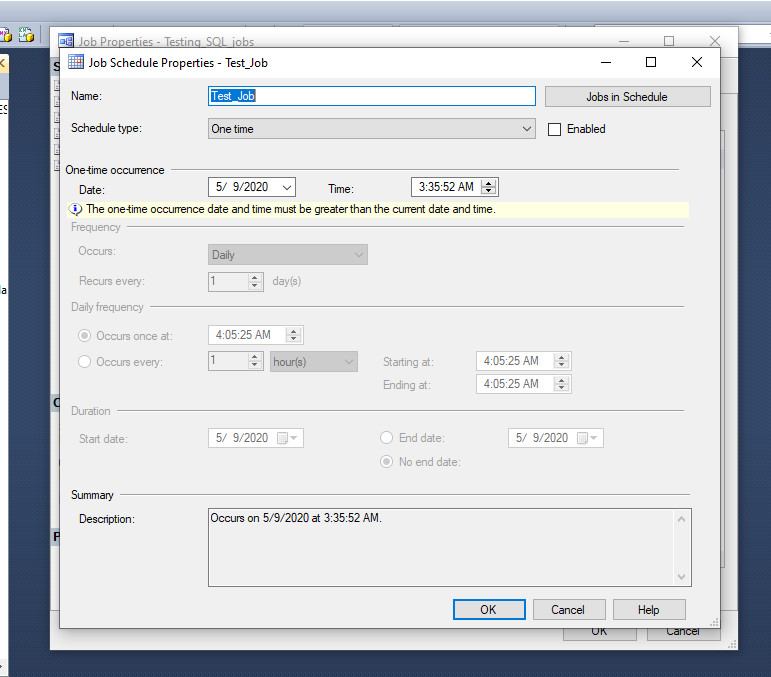 Job Properties - Testing_SQL_jobs
Job Schedule Properties - Test_Job
Name:
Test_Job
Jobs in Schedule
Schedule type:
One time
Enabled
One-time occurrence
Date:
5/ 9/2020
Time:
3:35:52 AM
The one-time occurrence date and time must be greater than the current date and time.
Frequency
Occurs:
Daily
Recurs every:
1
day(s)
Daily frequency
Occurs once at:
4:05:25 AM
Occurs every:
1
hour(s)
Starting at:
4:05:25 AM
Ending at:
4:05:25 AM
Duration
Start date:
5/ 9/2020
End date:
5/ 9/2020
No end date:
Summary
Description:
Occurs on 5/9/2020 at 3:35:52 AM.
OK
Cancel
Help
OK
Cancel